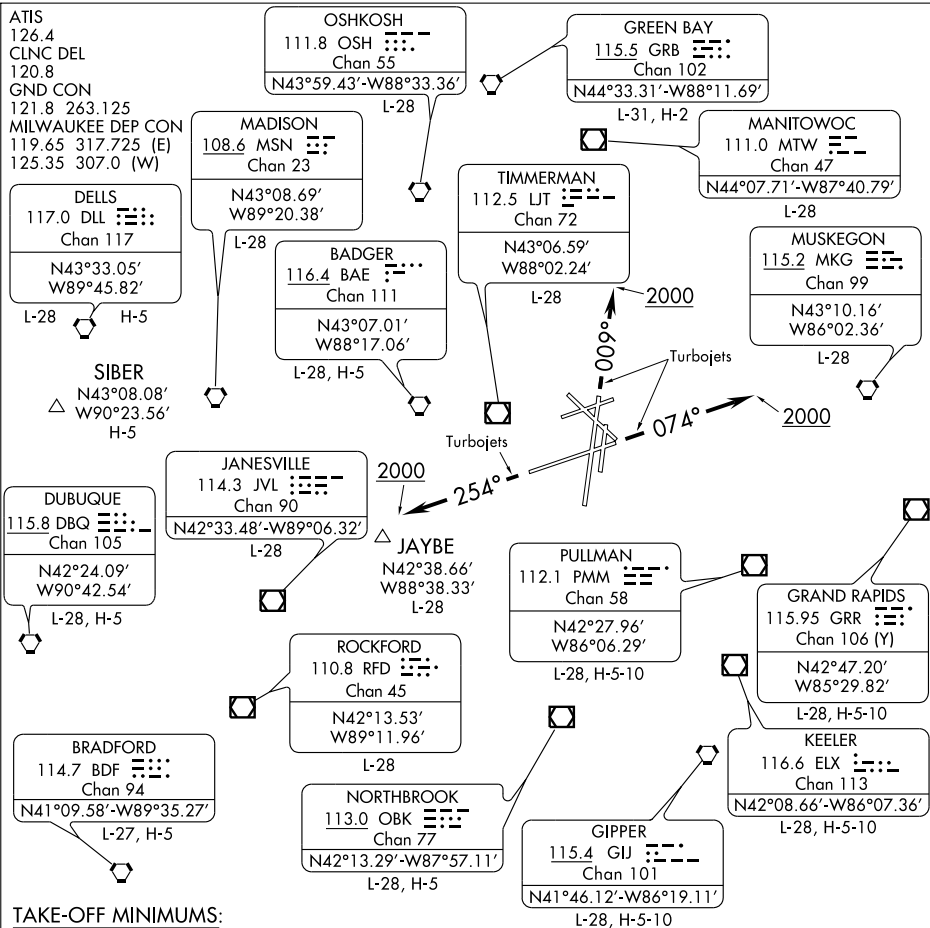 ATIS
126.4
CLNC DEL
120.8
GND CON
121.8 263.125
MILWAUKEE DEP CON
119.65 317.725 (E)
125.35 307.0 (W)
OSHKOSH
111.8 OSH
Chan 55
N43°59.43'-W88°33.36'
L-28
GREEN BAY
115.5 GRB
Chan 102
N44°33.31'-W88°11.69'
L-31, H-2
MADISON
108.6 MSN
Chan 23
N43°08.69'
W89°20.38'
L-28
MANITOWOC
111.0 MTW
Chan 47
N44°07.71'-W87°40.79'
L-28
TIMMERMAN
112.5 LJT
Chan 72
N43°06.59'
W88°02.24'
L-28
DELLS
117.0 DLL
Chan 117
N43°33.05'
W89°45.82'
L-28 H-5
BADGER
116.4 BAE
Chan 111
N43°07.01'
W88°17.06'
L-28, H-5
MUSKEGON
115.2 MKG
Chan 99
N43°10.16'
W86°02.36'
L-28
2000
009°
Turbojets
SIBER
N43°08.08'
W90°23.56'
H-5
074°
2000
Turbojets
254°
2000
JANESVILLE
114.3 JVL
Chan 90
N42°33.48'-W89°06.32'
L-28
DUBUQUE
115.8 DBQ
Chan 105
N42°24.09'
W90°42.54'
L-28, H-5
JAYBE
N42°38.66'
W88°38.33'
L-28
PULLMAN
112.1 PMM
Chan 58
N42°27.96'
W86°06.29'
L-28, H-5-10
GRAND RAPIDS
115.95 GRR
Chan 106 (Y)
N42°47.20'
W85°29.82'
L-28, H-5-10
ROCKFORD
110.8 RFD
Chan 45
N42°13.53'
W89°11.96'
L-28
KEELER
116.6 ELX
Chan 113
N42°08.66'-W86°07.36'
L-28, H-5-10
BRADFORD
114.7 BDF
Chan 94
N41°09.58'-W89°35.27'
L-27, H-5
NORTHBROOK
113.0 OBK
Chan 77
N42°13.29'-W87°57.11'
L-28, H-5
GIPPER
115.4 GIJ
Chan 101
N41°46.12'-W86°19.11'
L-28, H-5-10
TAKE-OFF MINIMUMS: